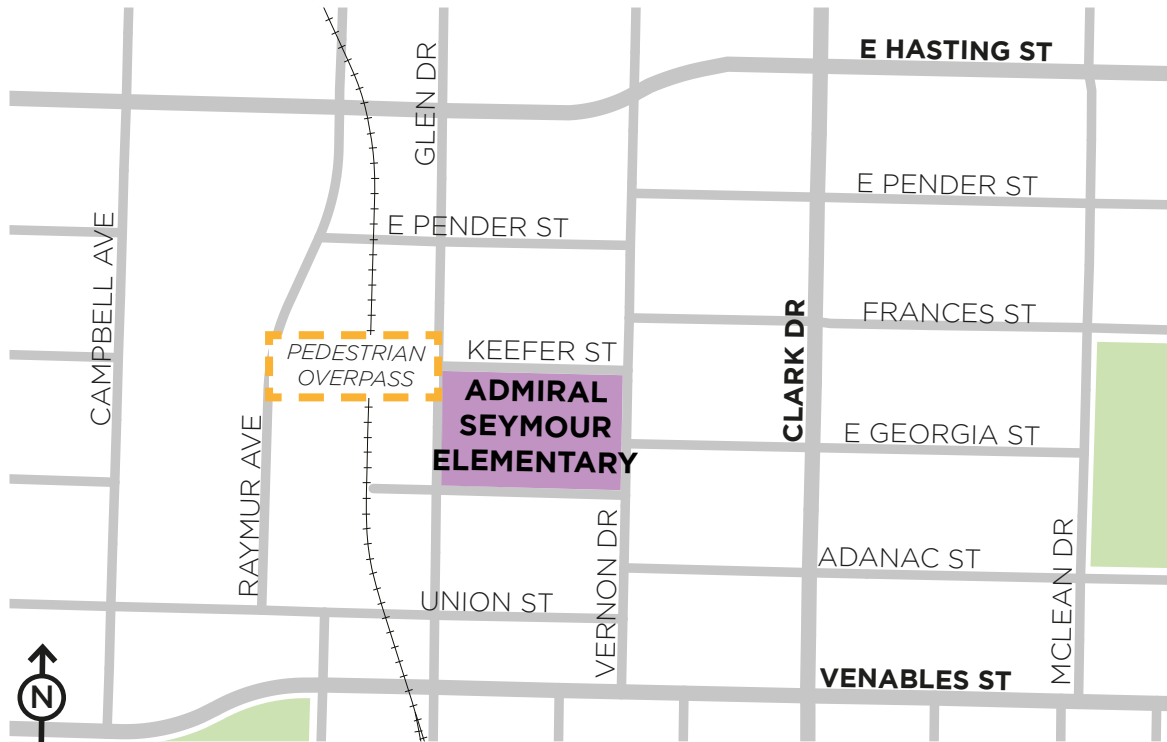 E HASTING ST
GLEN DR
E PENDER ST
E PENDER ST
CAMPBELL AVE
FRANCES ST
CLARK DR
PEDESTRIAN
OVERPASS
KEEFER ST
ADMIRAL
SEYMOUR
ELEMENTARY
E GEORGIA ST
RAYMUR AVE
VERNON DR
MCLEAN DR
ADANAC ST
UNION ST
N
VENABLES ST